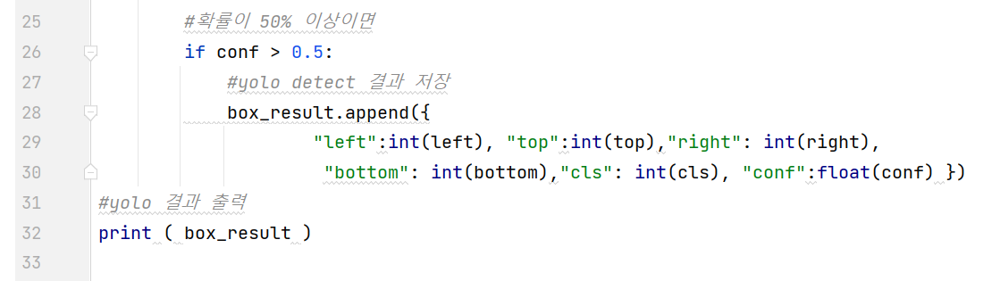 25 #확률이 50% 이상이면
26 if conf > 0.5:
27 #yolo detect 결과 저장
28 box_result.append({
29 "left":int(left), "top":int(top),"right": int(right),
30 "bottom": int(bottom),"cls": int(cls), "conf":float(conf) })
31 #yolo 결과 출력
32 print ( box_result )
33